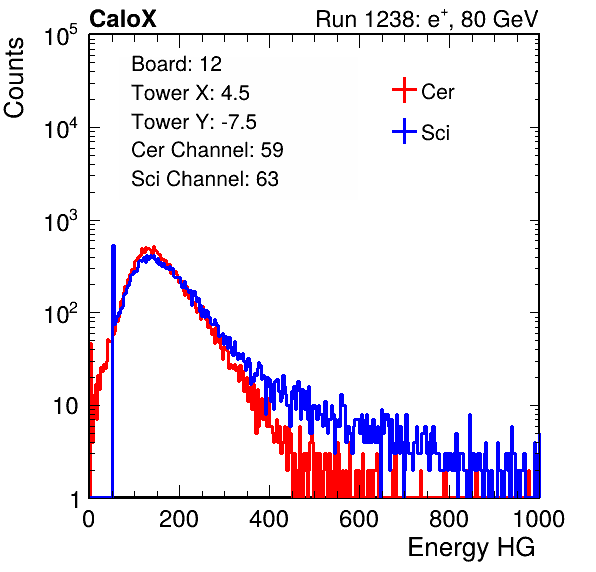 CaloX Run 1238: e⁺, 80 GeV
Counts
Board: 12
Tower X: 4.5
Tower Y: -7.5
Cer Channel: 59
Sci Channel: 63
Cer
Sci
10⁵
10⁴
10³
10²
10
1
0 200 400 600 800 1000
Energy HG